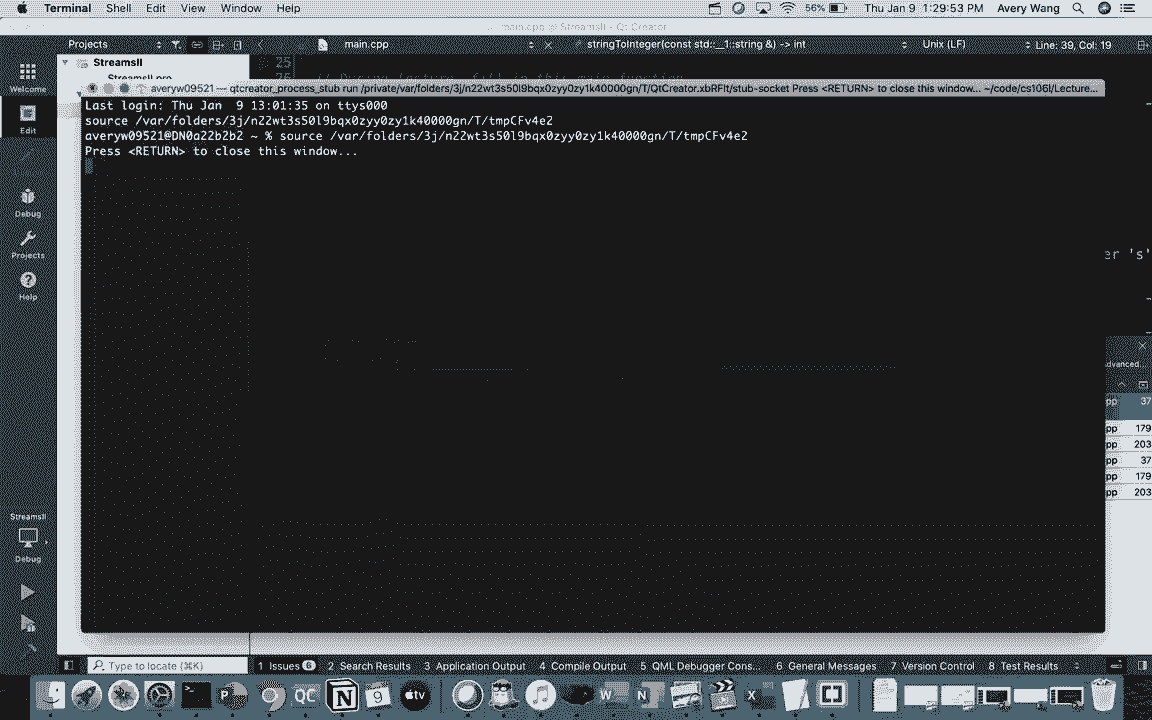 Terminal Shell Edit View Window Help 56% Thu Jan 9 1:29:53 PM Avery Wang
main.cpp @ StreamsII - Qt Creator
Projects main.cpp stringToInteger(const std::__1::string &) -> int Unix (LF) Line: 39, Col: 19
StreamsII
25
StreamsII.pro
Welcome
averyw09521 — qtcreator_process_stub run /private/var/folders/3j/n22wt3s50l9bqx0zyy0zy1k40000gn/T/QtCreator.xbRFIt/stub-socket Press <RETURN> to close this window... ~/code/cs106l/Lecture...
Last login: Thu Jan  9 13:01:35 on ttys000
source /var/folders/3j/n22wt3s50l9bqx0zyy0zy1k40000gn/T/tmpCFv4e2
averyw09521@DN0a22b2b2 ~ % source /var/folders/3j/n22wt3s50l9bqx0zyy0zy1k40000gn/T/tmpCFv4e2
Press <RETURN> to close this window...
Edit
Debug
Projects
Help
er 's'
dvanced...
pp 37
pp 179
pp 203
pp 37
pp 179
pp 203
StreamsII
Debug
Type to locate (⌘K) 1 Issues 6 2 Search Results 3 Application Output 4 Compile Output 5 QML Debugger Cons... 6 General Messages 7 Version Control 8 Test Results
QC 9 tv